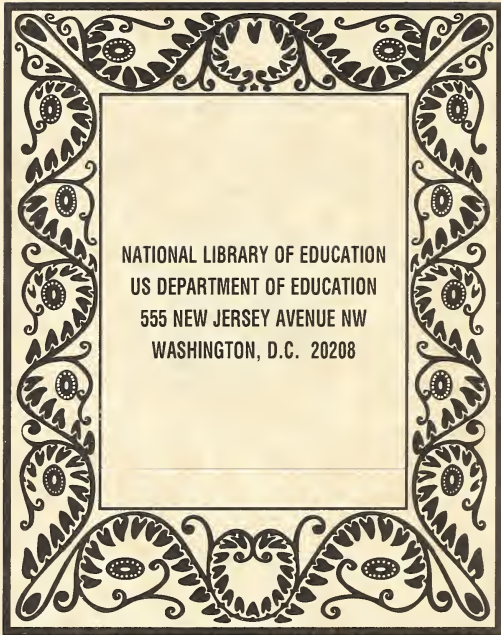 NATIONAL LIBRARY OF EDUCATION
US DEPARTMENT OF EDUCATION
555 NEW JERSEY AVENUE NW
WASHINGTON, D.C. 20208